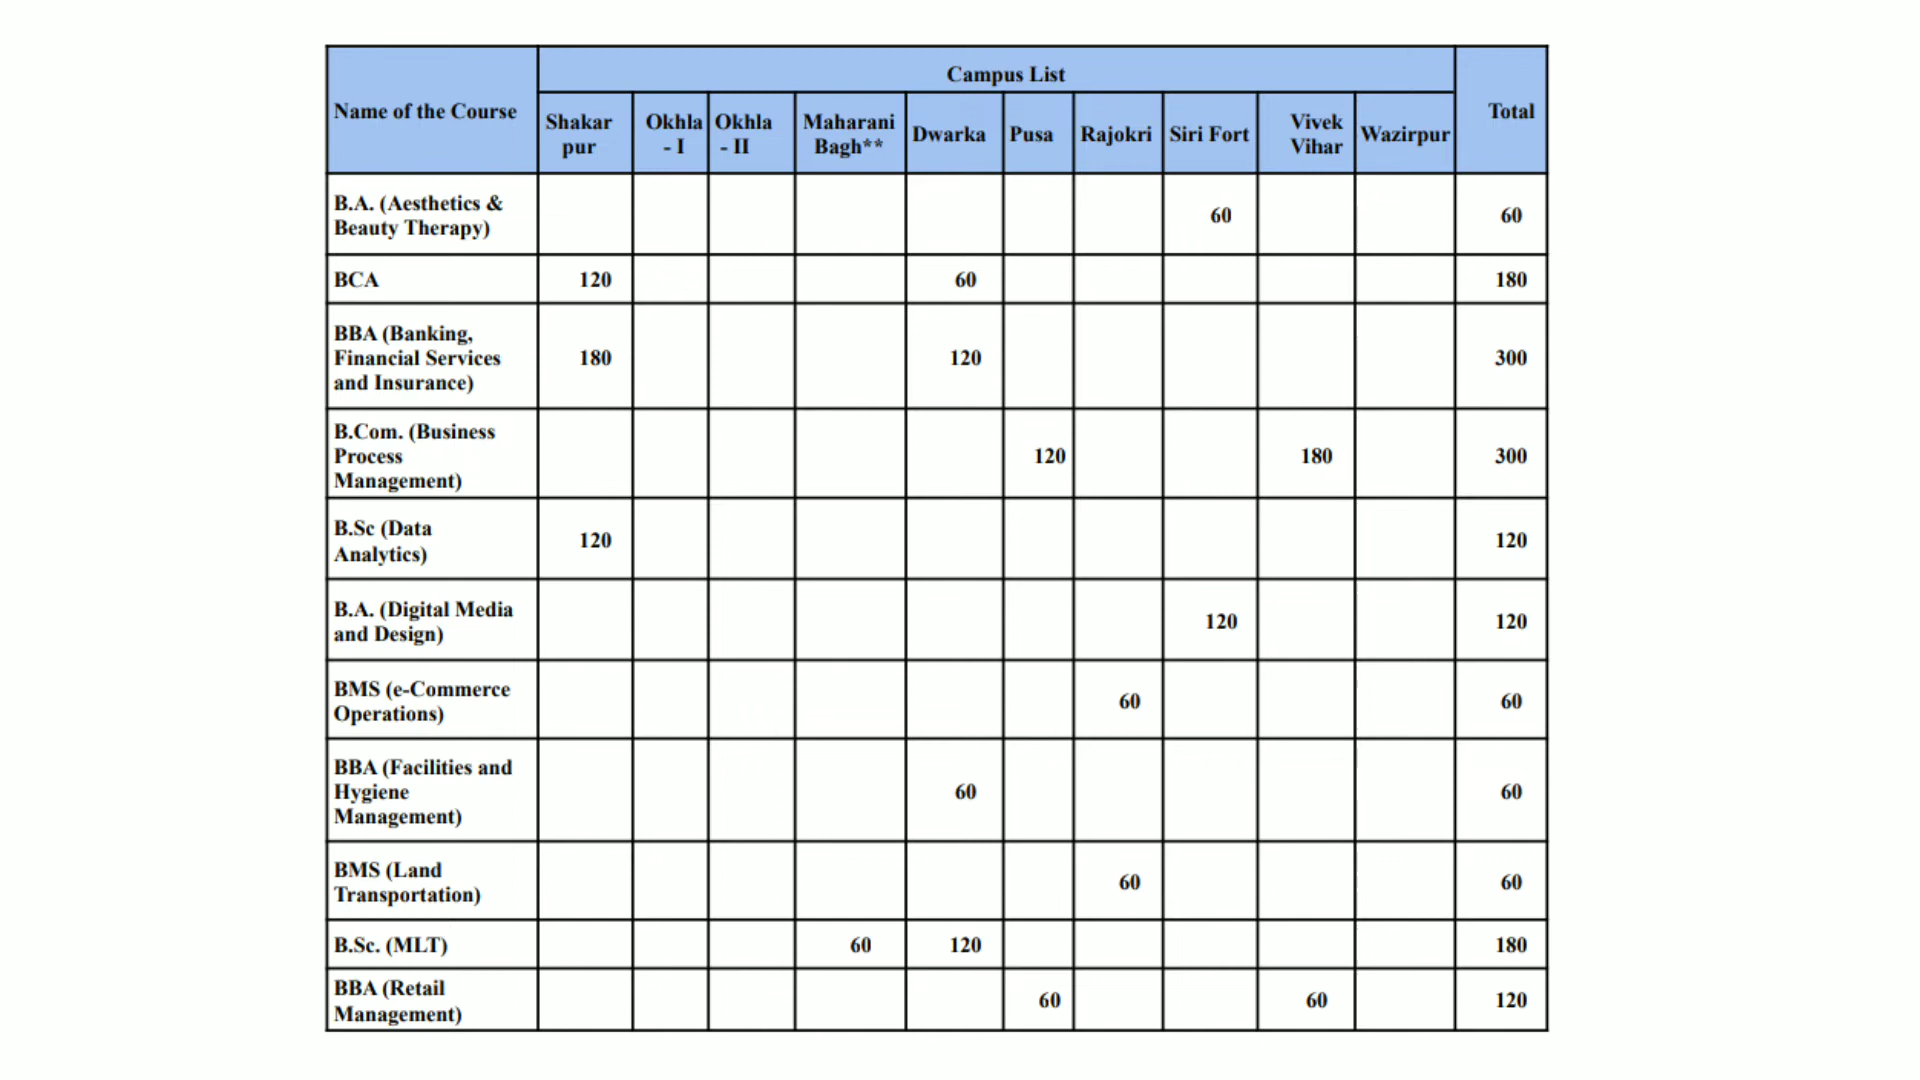 Name of the Course
Campus List
Total
Shakar
pur
Okhla
- I
Okhla
- II
Maharani
Bagh**
Dwarka
Pusa
Rajokri
Siri Fort
Vivek
Vihar
Wazirpur
B.A. (Aesthetics &
Beauty Therapy)
60
60
BCA
120
60
180
BBA (Banking,
Financial Services
and Insurance)
180
120
300
B.Com. (Business
Process
Management)
120
180
300
B.Sc (Data
Analytics)
120
120
B.A. (Digital Media
and Design)
120
120
BMS (e-Commerce
Operations)
60
60
BBA (Facilities and
Hygiene
Management)
60
60
BMS (Land
Transportation)
60
60
B.Sc. (MLT)
60
120
180
BBA (Retail
Management)
60
60
120